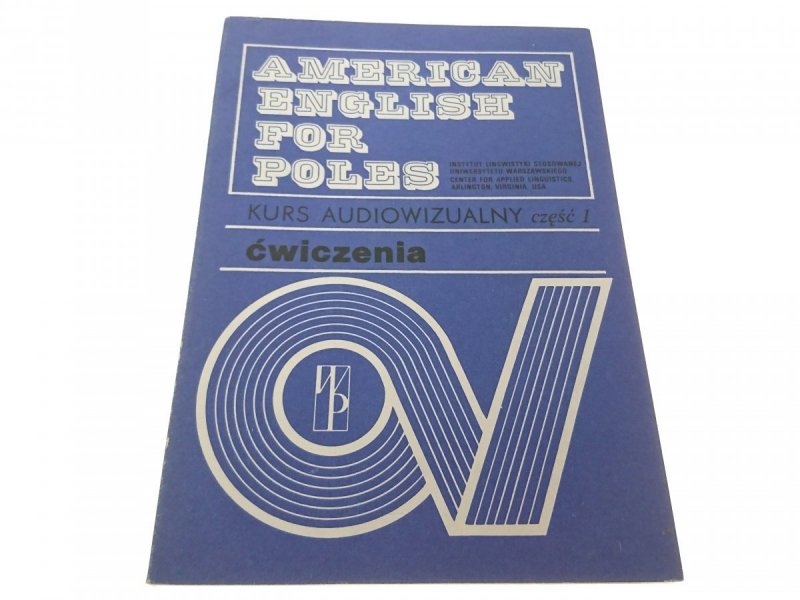 AMERICAN
ENGLISH
FOR
POLES
INSTYTUT LINGWISTYKI STOSOWANEJ
UNIWERSYTETU WARSZAWSKIEGO
CENTER FOR APPLIED LINGUISTICS,
ARLINGTON, VIRGINIA, USA
KURS AUDIOWIZUALNY część 1
ćwiczenia
WP